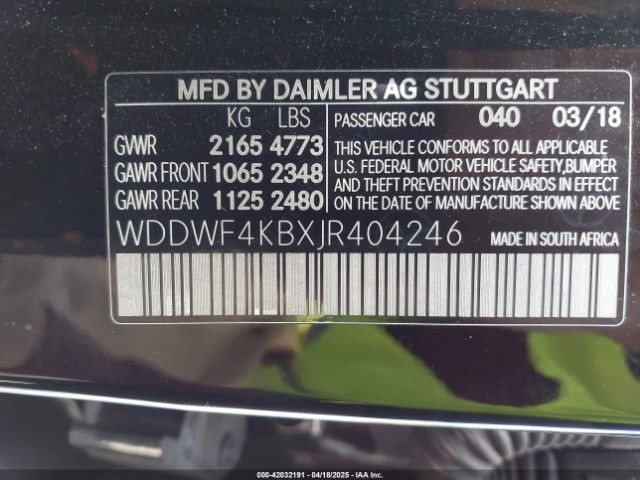 MFD BY DAIMLER AG STUTTGART
KG LBS
GVWR 2165 4773
GAWR FRONT 1065 2348
GAWR REAR 1125 2480
PASSENGER CAR 040 03/18
THIS VEHICLE CONFORMS TO ALL APPLICABLE
U.S. FEDERAL MOTOR VEHICLE SAFETY,BUMPER
AND THEFT PREVENTION STANDARDS IN EFFECT
ON THE DATE OF MANUFACTURE SHOWN ABOVE
WDDWF4KBXJR404246 MADE IN SOUTH AFRICA
000-42032191 - 04/18/2025 - IAA Inc.